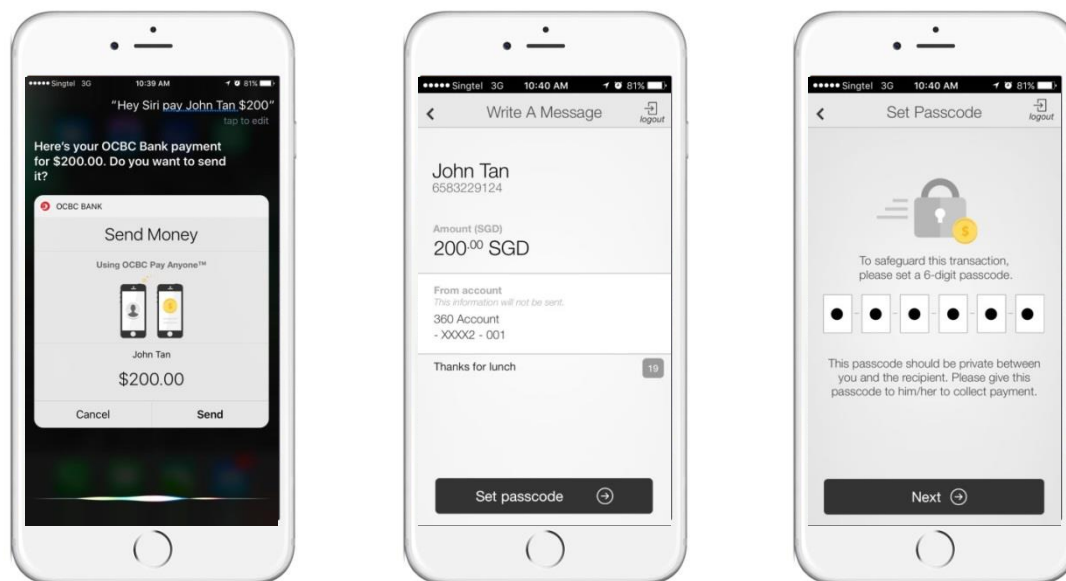 Singtel 3G 10:39 AM 81%
"Hey Siri pay John Tan $200"
tap to edit
Here's your OCBC Bank payment
for $200.00. Do you want to send
it?
OCBC BANK
Send Money
Using OCBC Pay Anyone™
$
John Tan
$200.00
Cancel Send
Singtel 3G 10:40 AM 81%
Write A Message
logout
John Tan
6583229124
Amount (SGD)
200.00 SGD
From account
This information will not be sent.
360 Account
- XXXX2 - 001
Thanks for lunch 19
Set passcode
Singtel 3G 10:40 AM 81%
Set Passcode
logout
$
To safeguard this transaction,
please set a 6-digit passcode.
This passcode should be private between
you and the recipient. Please give this
passcode to him/her to collect payment.
Next